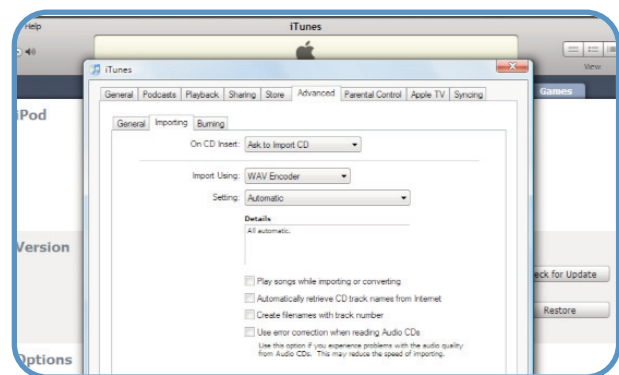 Help
iTunes
View
iTunes
General Podcasts Playback Sharing Store Advanced Parental Control Apple TV Syncing
Games
iPod
General Importing Burning
On CD Insert: Ask to Import CD
Import Using: WAV Encoder
Setting: Automatic
Details
All automatic.
Version
eck for Update
Play songs while importing or converting
Automatically retrieve CD track names from Internet
Create filenames with track number
Restore
Use error correction when reading Audio CDs
Use this option if you experience problems with the audio quality
from Audio CDs. This may reduce the speed of importing.
Options